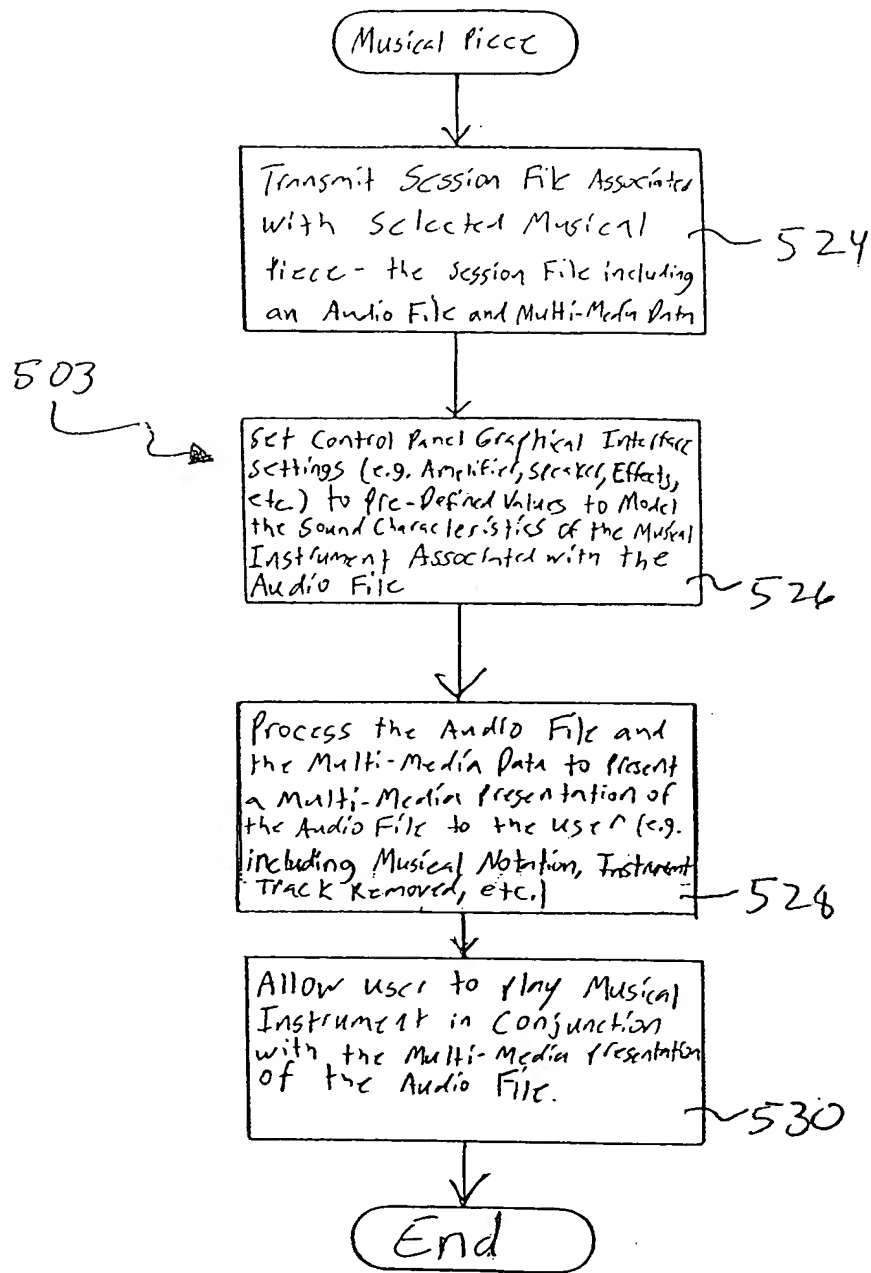 Musical Piece
Transmit Session File Associated
with Selected Musical
Piece - the Session File including
an Audio File and Multi-Media Data
524
503
Set Control Panel Graphical Interface
Settings (e.g. Amplifier, Speaker, Effects,
etc.) to Pre-Defined Values to Model
the Sound Characteristics of the Musical
Instrument Associated with the
Audio File
526
Process the Audio File and
the Multi-Media Data to Present
a Multi-Media Presentation of
the Audio File to the user (e.g.
including Musical Notation, Instrument
Track Removed, etc.)
528
Allow user to play Musical
Instrument in Conjunction
with the Multi-Media presentation
of the Audio File.
530
End